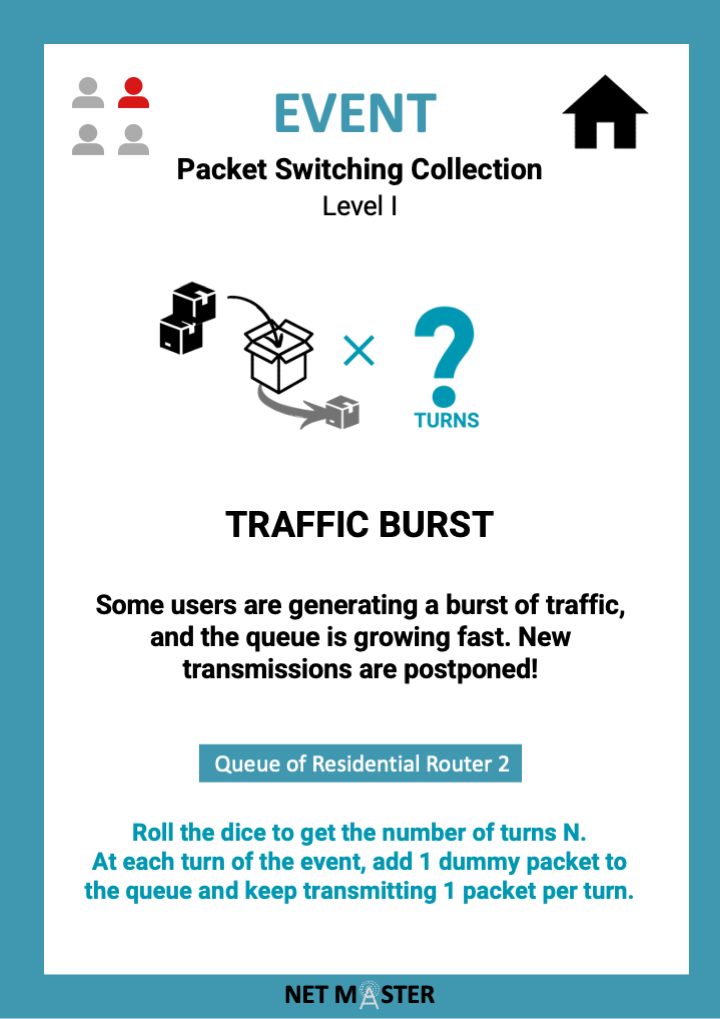 EVENT
Packet Switching Collection
Level I
?
TURNS
TRAFFIC BURST
Some users are generating a burst of traffic,
and the queue is growing fast. New
transmissions are postponed!
Queue of Residential Router 2
Roll the dice to get the number of turns N.
At each turn of the event, add 1 dummy packet to
the queue and keep transmitting 1 packet per turn.
NET MASTER